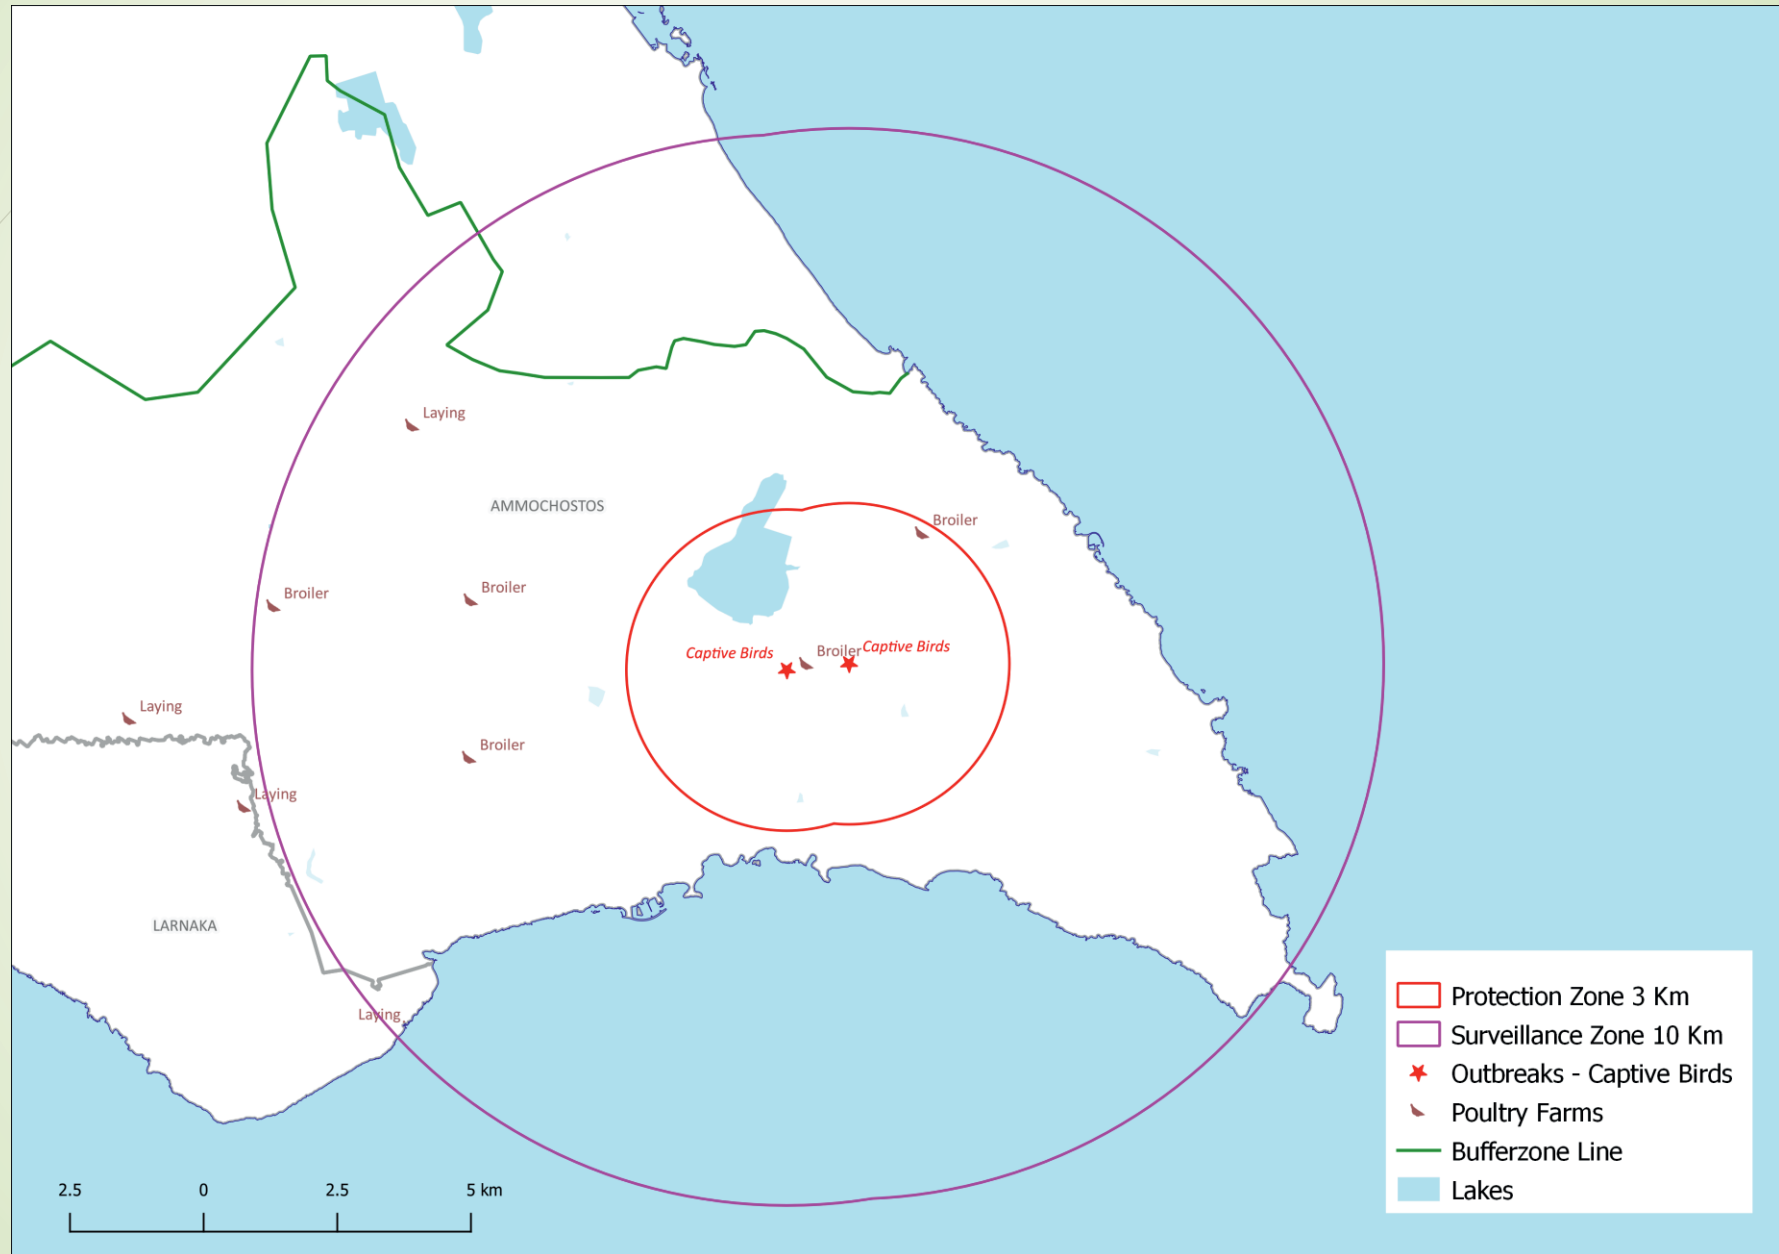 Laying
AMMOCHOSTOS
Broiler
Broiler
Broiler
Captive Birds
Broiler
Captive Birds
Laying
Broiler
Laying
LARNAKA
Laying
Protection Zone 3 Km
Surveillance Zone 10 Km
Outbreaks - Captive Birds
Poultry Farms
Bufferzone Line
Lakes
2.5 0 2.5 5 km